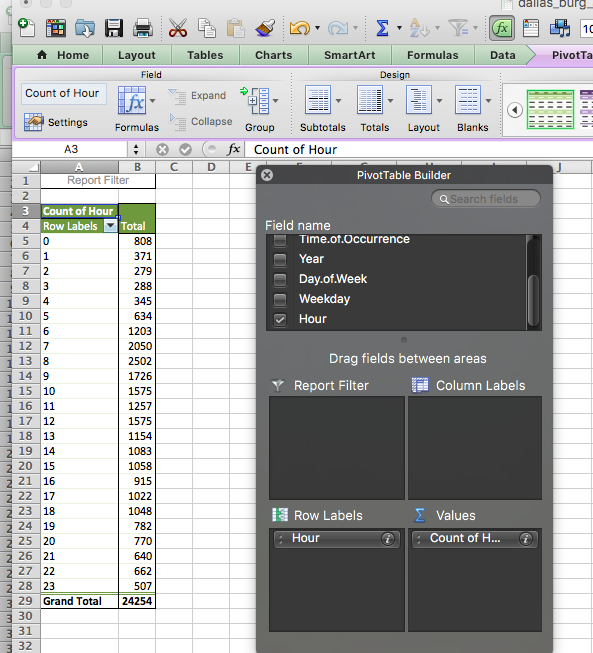 dallas_burg_
10
Home Layout Tables Charts SmartArt Formulas Data PivotTa
Field Design
Count of Hour
Settings
Formulas
Expand
Collapse
Group
Subtotals Totals Layout Blanks
A3 fx Count of Hour
A B C D E J
1 Report Filter
2
3 Count of Hour
4 Row Labels Total
5 0 808
6 1 371
7 2 279
8 3 288
9 4 345
10 5 634
11 6 1203
12 7 2050
13 8 2502
14 9 1726
15 10 1575
16 11 1257
17 12 1575
18 13 1154
19 14 1083
20 15 1058
21 16 915
22 17 1022
23 18 1048
24 19 782
25 20 770
26 21 640
27 22 662
28 23 507
29 Grand Total 24254
30
31
32
PivotTable Builder
Search fields
Field name
Time.of.Occurrence
Year
Day.of.Week
Weekday
Hour
Drag fields between areas
Report Filter Column Labels
Row Labels Values
Hour Count of H...